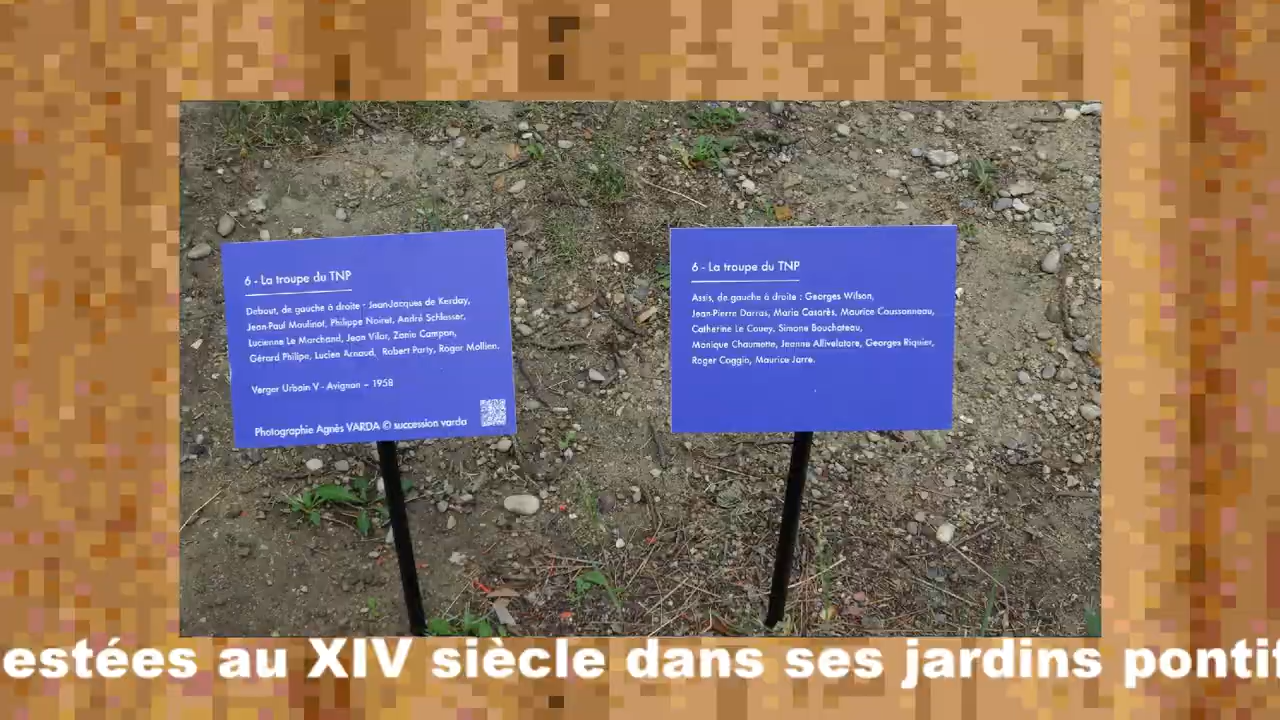 6 - La troupe du TNP
Debout, de gauche à droite : Jean-Jacques de Kerday,
Jean-Paul Moulinot, Philippe Noiret, André Schlesser,
Lucienne Le Marchand, Jean Vilar, Zanie Campan,
Gérard Philipe, Lucien Arnaud, Robert Party, Roger Mollien.
Verger Urbain V - Avignon – 1958
Photographie Agnès VARDA © succession varda
6 - La troupe du TNP
Assis, de gauche à droite : Georges Wilson,
Jean-Pierre Darras, Maria Casarès, Maurice Coussonneau,
Catherine Le Couey, Simone Bouchateau,
Monique Chaumette, Jeanne Allivelatore, Georges Riquier,
Roger Coggio, Maurice Jarre.
estées au XIV siècle dans ses jardins pontif